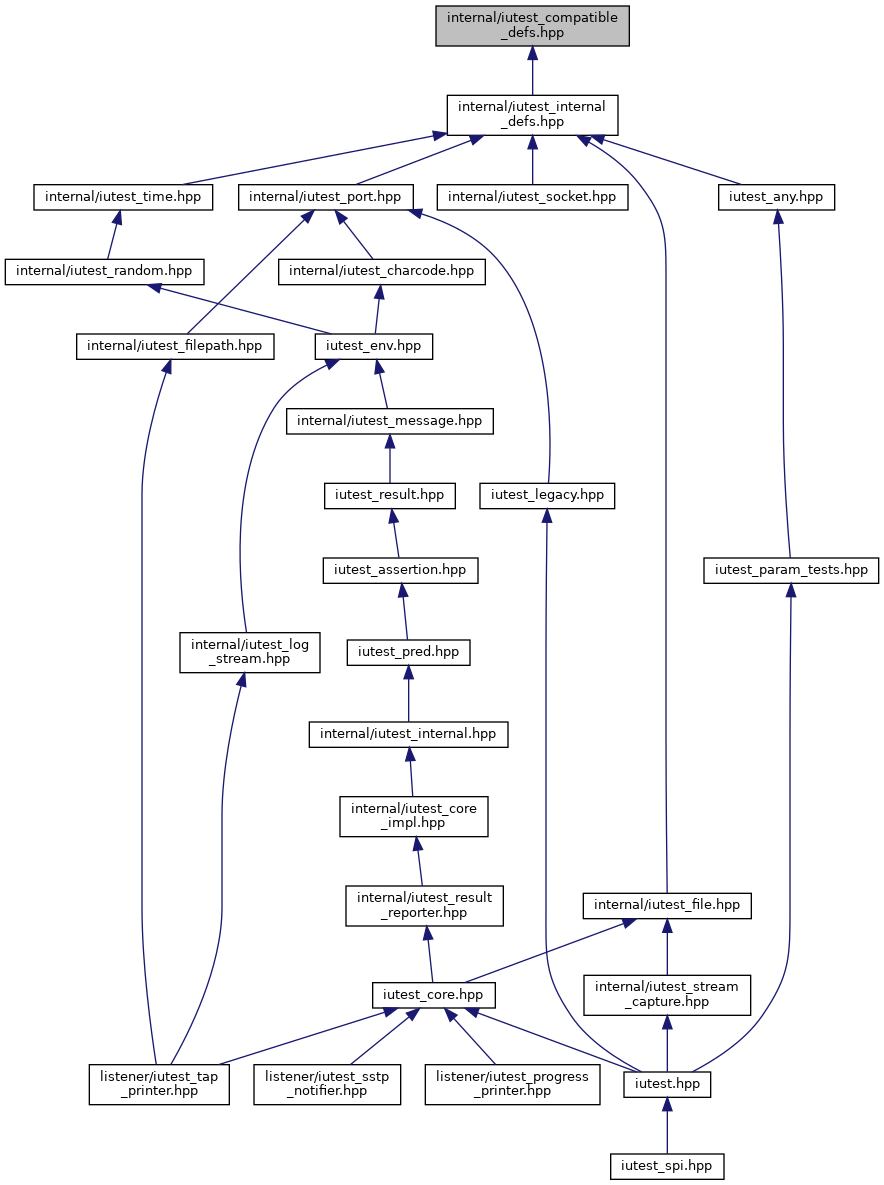 internal/iutest_compatible
_defs.hpp
internal/iutest_internal
_defs.hpp
internal/iutest_time.hpp
internal/iutest_port.hpp
internal/iutest_socket.hpp
iutest_any.hpp
internal/iutest_random.hpp
internal/iutest_charcode.hpp
internal/iutest_filepath.hpp
iutest_env.hpp
internal/iutest_message.hpp
iutest_result.hpp
iutest_legacy.hpp
iutest_assertion.hpp
iutest_param_tests.hpp
internal/iutest_log
_stream.hpp
iutest_pred.hpp
internal/iutest_internal.hpp
internal/iutest_core
_impl.hpp
internal/iutest_result
_reporter.hpp
internal/iutest_file.hpp
iutest_core.hpp
internal/iutest_stream
_capture.hpp
listener/iutest_tap
_printer.hpp
listener/iutest_sstp
_notifier.hpp
listener/iutest_progress
_printer.hpp
iutest.hpp
iutest_spi.hpp